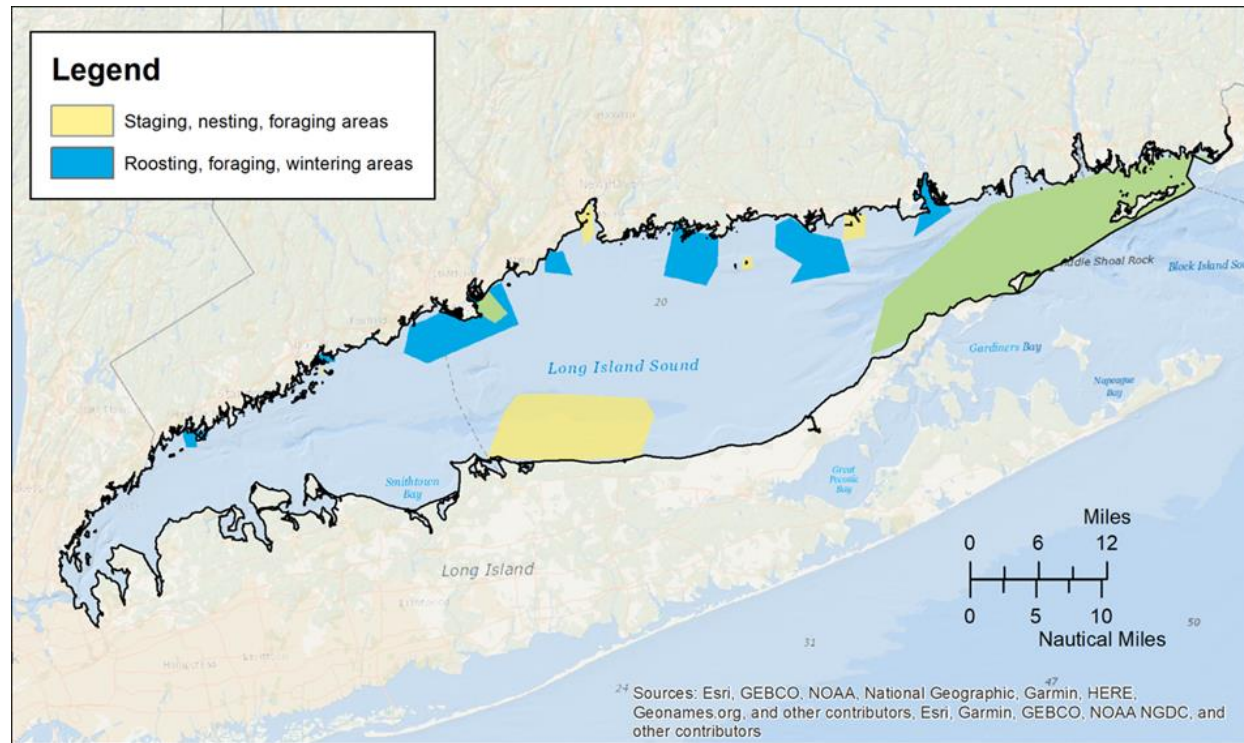 Legend
Staging, nesting, foraging areas
Roosting, foraging, wintering areas
20
Block Island
Long Island Sound
Gardiners Bay
Napeague
Bay
Smithtown
Bay
Great
Peconic
Bay
Long Island
Miles
0 6 12
0 5 10
Nautical Miles
31
50
24
47
Sources: Esri, GEBCO, NOAA, National Geographic, Garmin, HERE,
Geonames.org, and other contributors, Esri, Garmin, GEBCO, NOAA NGDC, and
other contributors